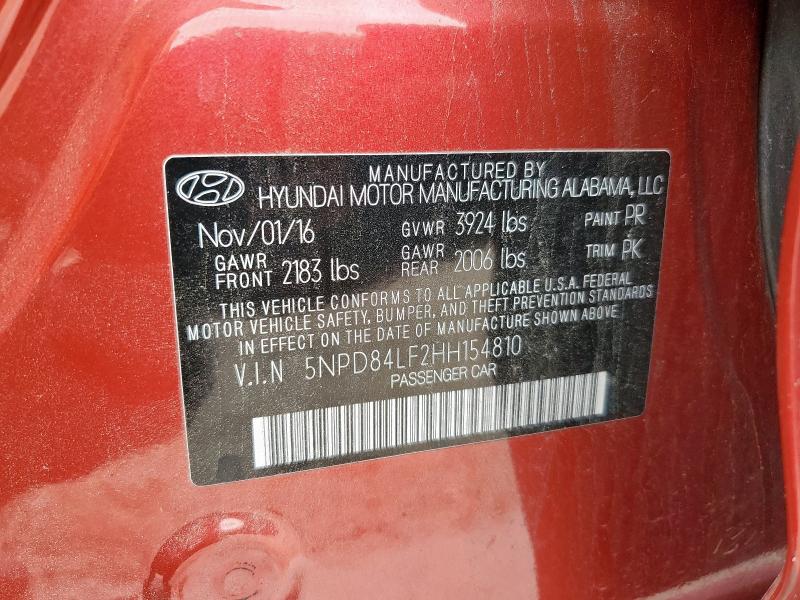 MANUFACTURED BY
HYUNDAI MOTOR MANUFACTURING ALABAMA, LLC
Nov/01/16 GVWR 3924 lbs PAINT PR
GAWR FRONT 2183 lbs GAWR REAR 2006 lbs TRIM PK
THIS VEHICLE CONFORMS TO ALL APPLICABLE U.S.A. FEDERAL
MOTOR VEHICLE SAFETY, BUMPER, AND THEFT PREVENTION STANDARDS
IN EFFECT ON THE DATE OF MANUFACTURE SHOWN ABOVE
V.I.N 5NPD84LF2HH154810
PASSENGER CAR